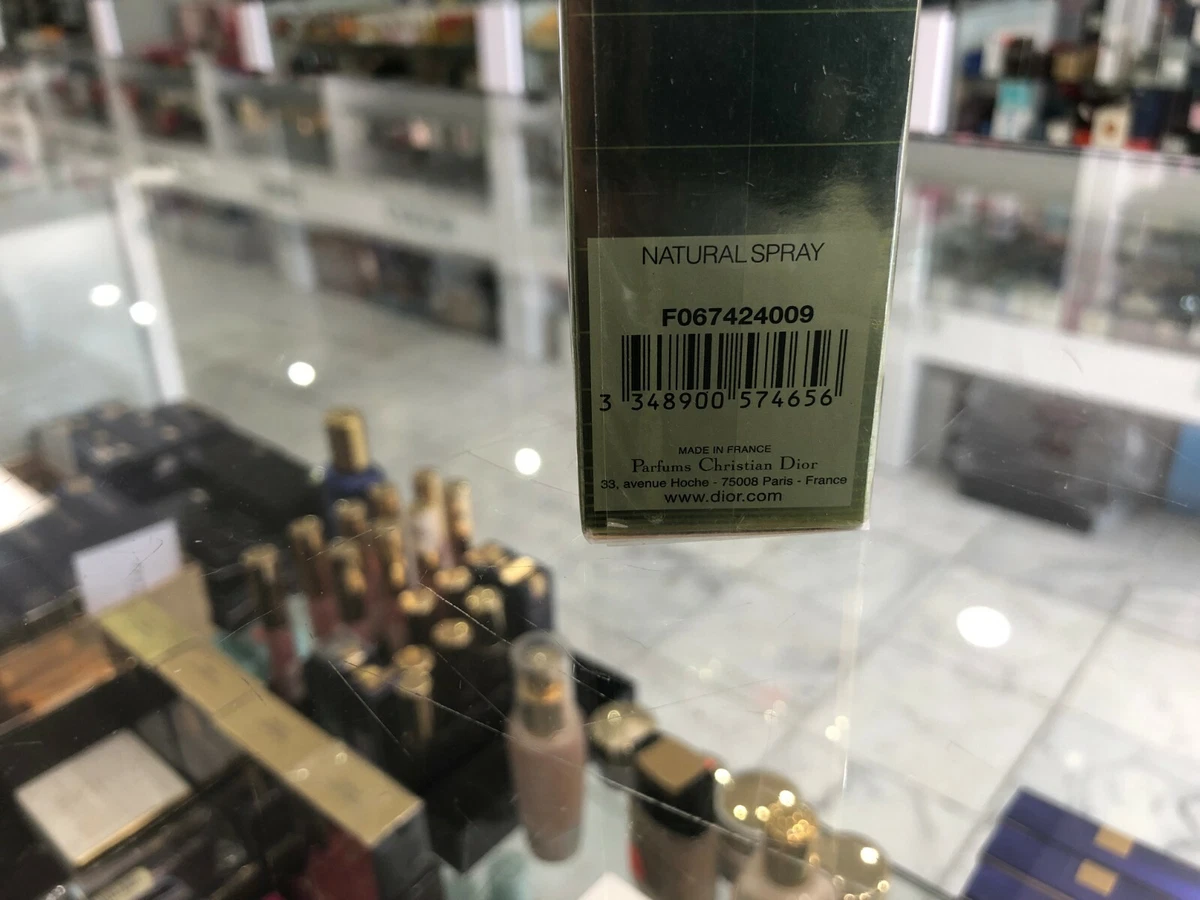 NATURAL SPRAY
F067424009
3 348900 574656
MADE IN FRANCE
Parfums Christian Dior
33, avenue Hoche - 75008 Paris - France
www.dior.com